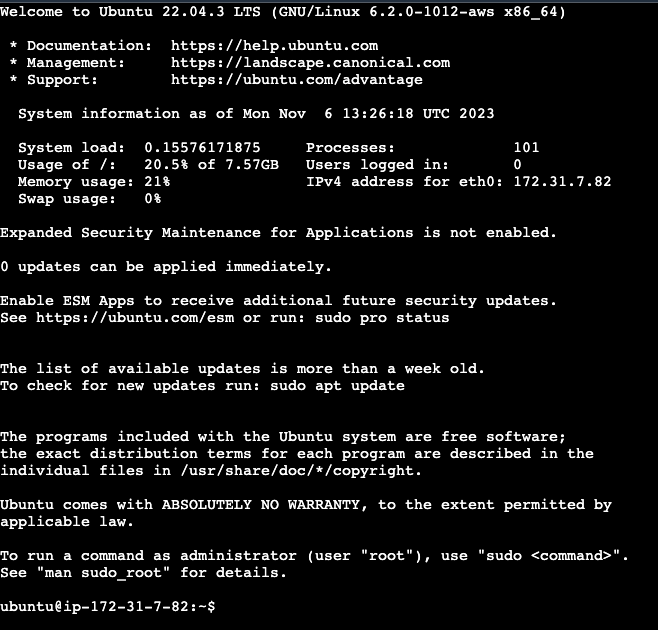 Welcome to Ubuntu 22.04.3 LTS (GNU/Linux 6.2.0-1012-aws x86_64)
* Documentation:  https://help.ubuntu.com
* Management:     https://landscape.canonical.com
* Support:        https://ubuntu.com/advantage
System information as of Mon Nov  6 13:26:18 UTC 2023
System load:  0.15576171875     Processes:             101
Usage of /:   20.5% of 7.57GB   Users logged in:       0
Memory usage: 21%               IPv4 address for eth0: 172.31.7.82
Swap usage:   0%
Expanded Security Maintenance for Applications is not enabled.
0 updates can be applied immediately.
Enable ESM Apps to receive additional future security updates.
See https://ubuntu.com/esm or run: sudo pro status
The list of available updates is more than a week old.
To check for new updates run: sudo apt update
The programs included with the Ubuntu system are free software;
the exact distribution terms for each program are described in the
individual files in /usr/share/doc/*/copyright.
Ubuntu comes with ABSOLUTELY NO WARRANTY, to the extent permitted by
applicable law.
To run a command as administrator (user "root"), use "sudo <command>".
See "man sudo_root" for details.
ubuntu@ip-172-31-7-82:~$